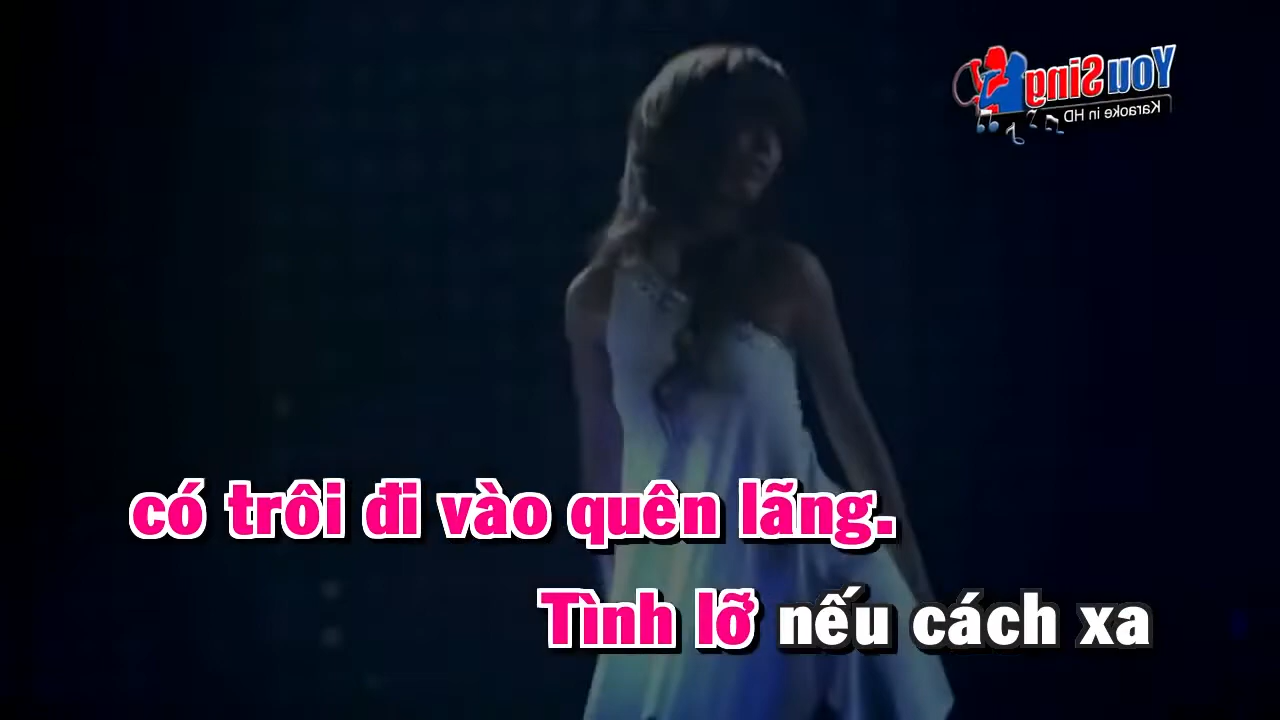 YouSing
Karaoke in HD
có trôi đi vào quên lãng.
Tình lỡ nếu cách xa